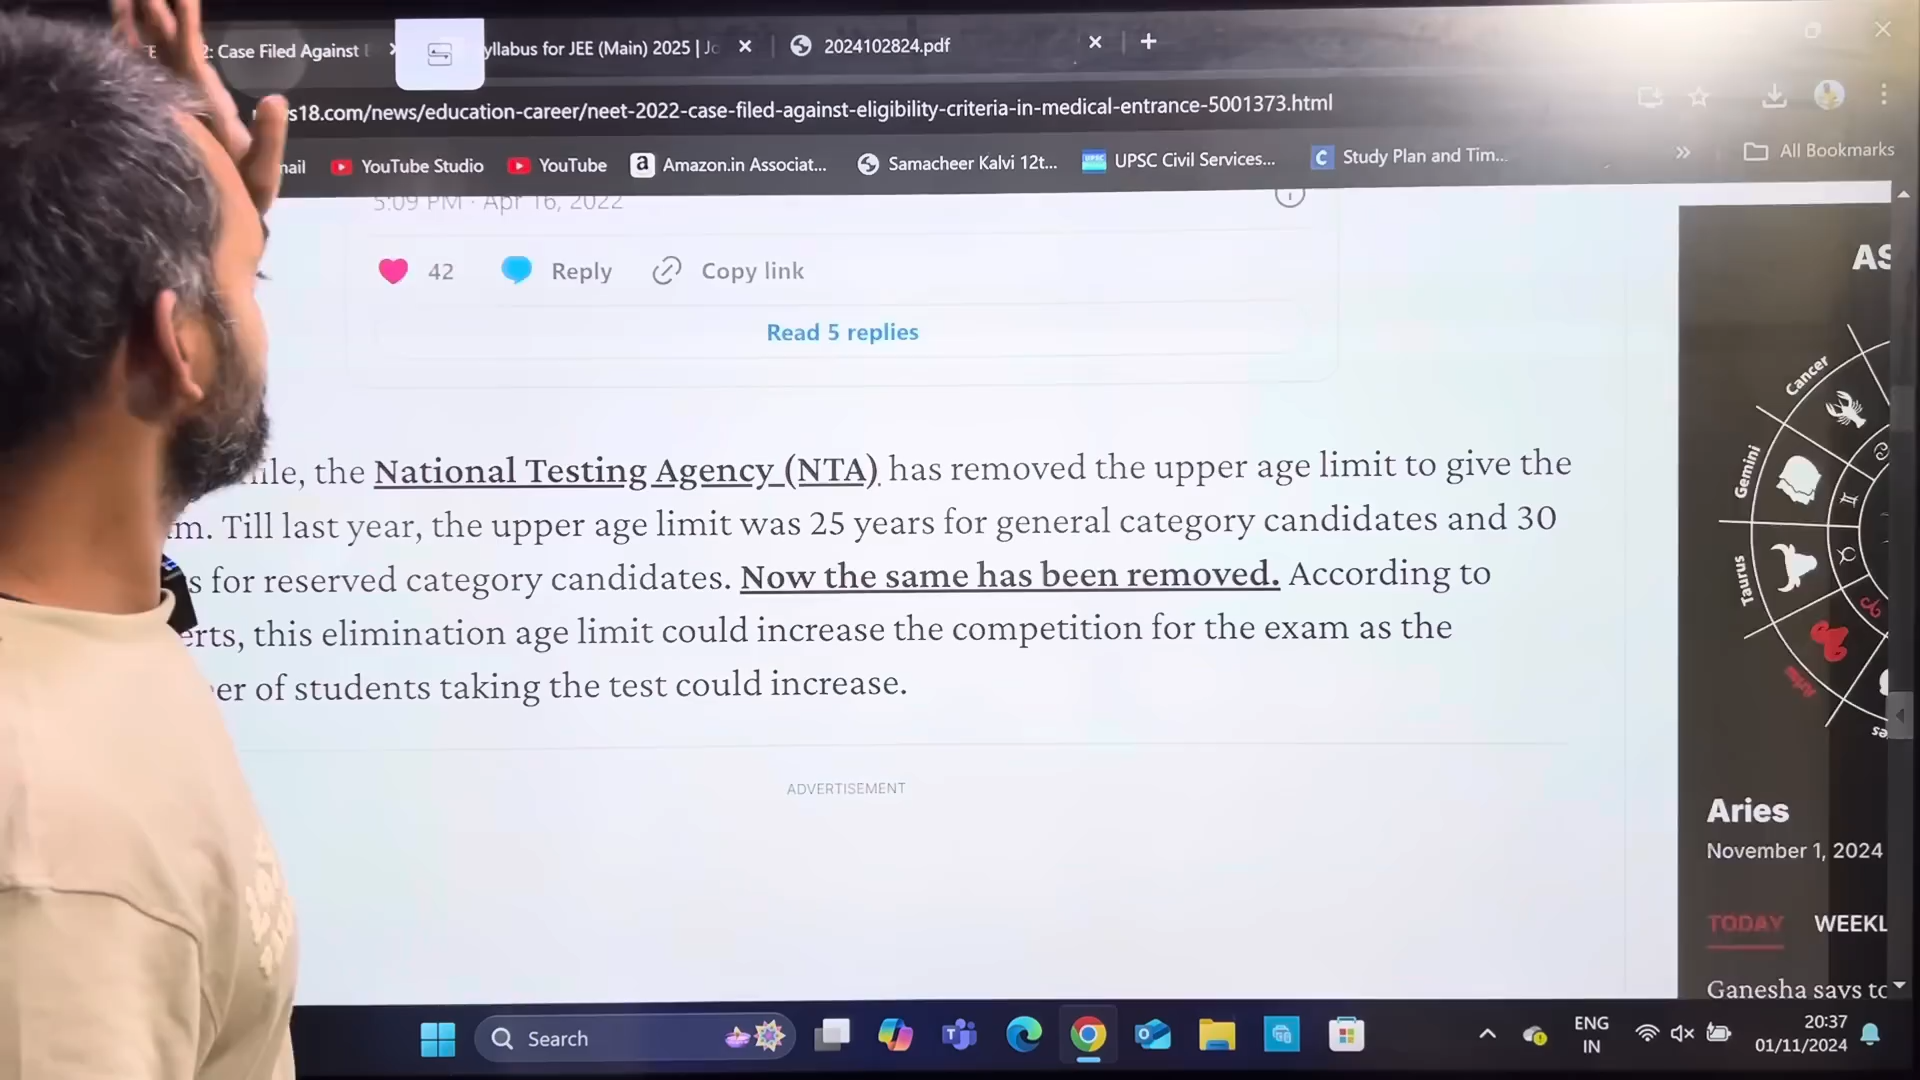 2: Case Filed Against
yllabus for JEE (Main) 2025 | Jo
2024102824.pdf
s18.com/news/education-career/neet-2022-case-filed-against-eligibility-criteria-in-medical-entrance-5001373.html
mail
YouTube Studio
YouTube
Amazon.in Associat...
Samacheer Kalvi 12t...
UPSC Civil Services...
Study Plan and Tim...
All Bookmarks
5:09 PM · Apr 16, 2022
42 Reply Copy link
Read 5 replies
ile, the National Testing Agency (NTA) has removed the upper age limit to give the
m. Till last year, the upper age limit was 25 years for general category candidates and 30
s for reserved category candidates. Now the same has been removed. According to
erts, this elimination age limit could increase the competition for the exam as the
er of students taking the test could increase.
ADVERTISEMENT
AS
Cancer
Gemini
Taurus
Aries
Aries
November 1, 2024
TODAY WEEKL
Ganesha says to
Search
ENG
IN
20:37
01/11/2024